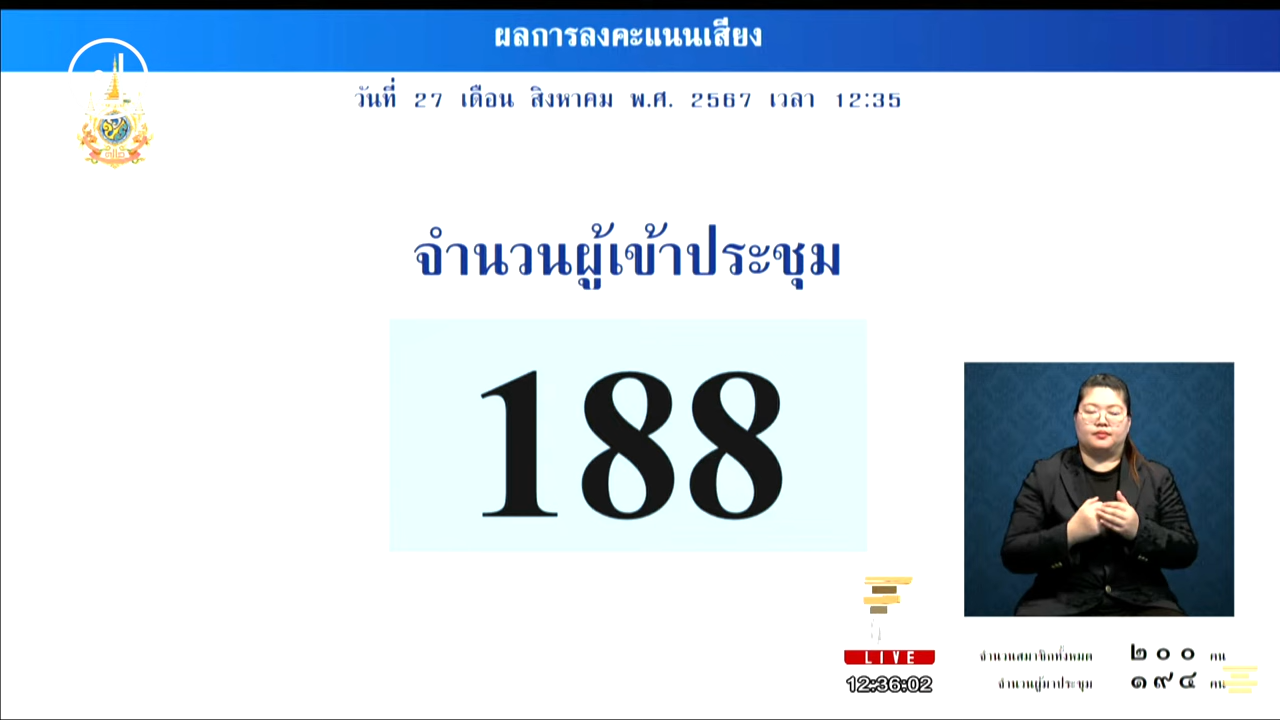 ผลการลงคะแนนเสียง
วันที่ 27 เดือน สิงหาคม พ.ศ. 2567 เวลา 12:35
จำนวนผู้เข้าประชุม
188
LIVE
12:36:02
จำนวนสมาชิกทั้งหมด ๒๐๐ คน
จำนวนผู้มาประชุม ๑๙๔ คน